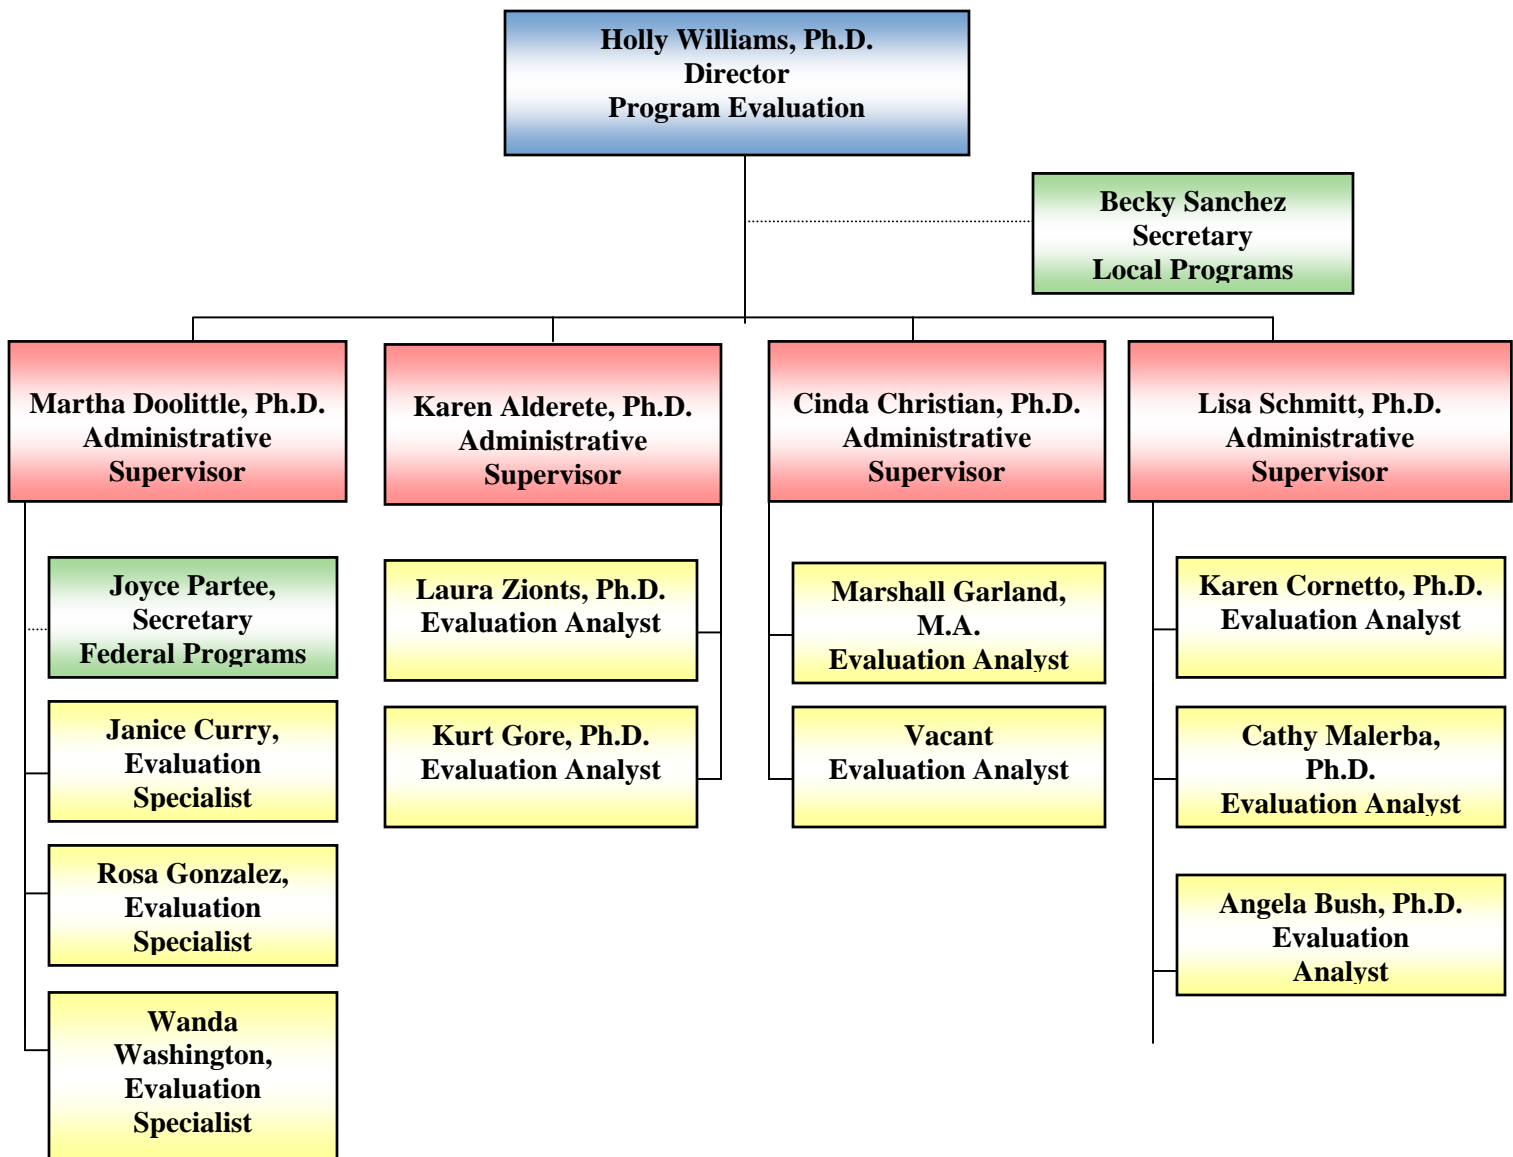 Holly Williams, Ph.D.
Director
Program Evaluation
Becky Sanchez
Secretary
Local Programs
Martha Doolittle, Ph.D.
Administrative
Supervisor
Karen Alderete, Ph.D.
Administrative
Supervisor
Cinda Christian, Ph.D.
Administrative
Supervisor
Lisa Schmitt, Ph.D.
Administrative
Supervisor
Joyce Partee,
Secretary
Federal Programs
Janice Curry,
Evaluation
Specialist
Rosa Gonzalez,
Evaluation
Specialist
Wanda
Washington,
Evaluation
Specialist
Laura Zionts, Ph.D.
Evaluation Analyst
Kurt Gore, Ph.D.
Evaluation Analyst
Marshall Garland,
M.A.
Evaluation Analyst
Vacant
Evaluation Analyst
Karen Cornetto, Ph.D.
Evaluation Analyst
Cathy Malerba,
Ph.D.
Evaluation Analyst
Angela Bush, Ph.D.
Evaluation
Analyst